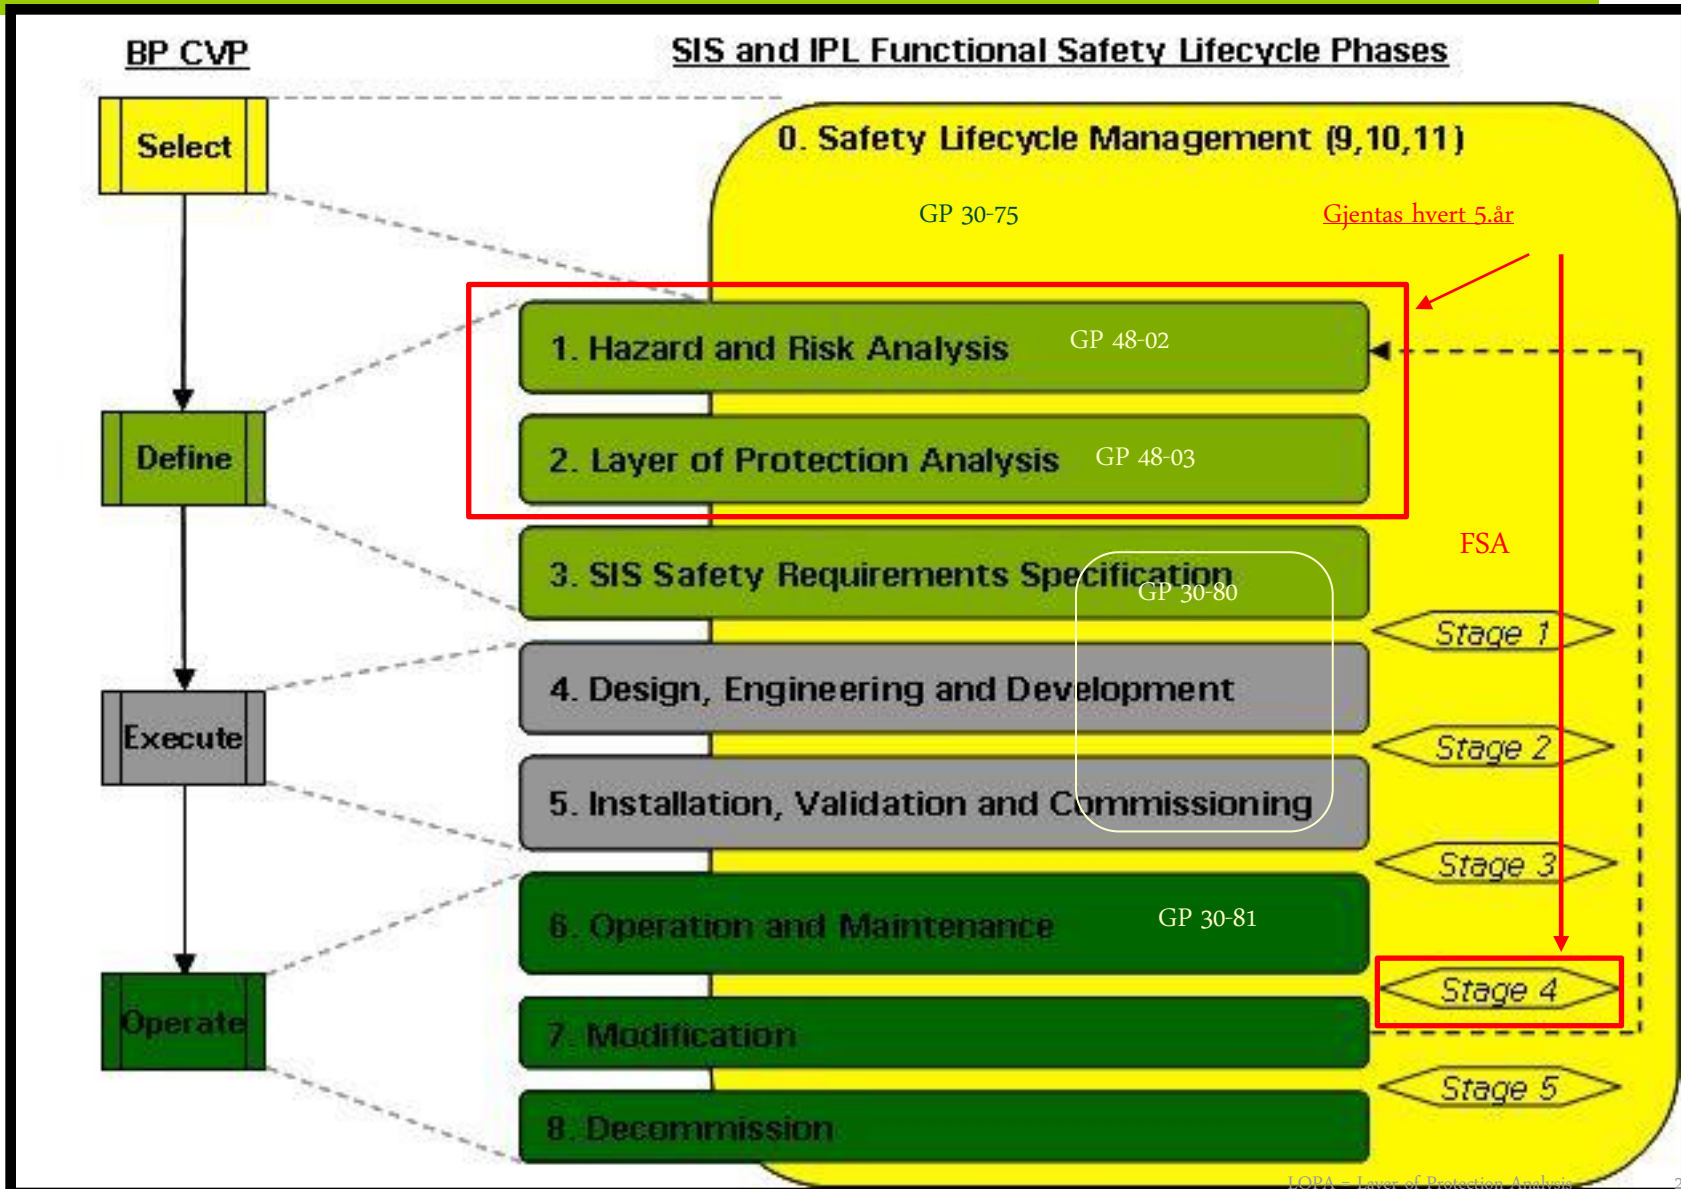 BP CVP
SIS and IPL Functional Safety Lifecycle Phases
Select
0. Safety Lifecycle Management (9,10,11)
GP 30-75
Gjentas hvert 5.år
1. Hazard and Risk Analysis
GP 48-02
Define
2. Layer of Protection Analysis
GP 48-03
FSA
3. SIS Safety Requirements Specification
GP 30-80
Stage 1
4. Design, Engineering and Development
Execute
Stage 2
5. Installation, Validation and Commissioning
Stage 3
6. Operation and Maintenance
GP 30-81
Stage 4
Operate
7. Modification
Stage 5
8. Decommission
LOPA - Layer of Protection Analysis
2